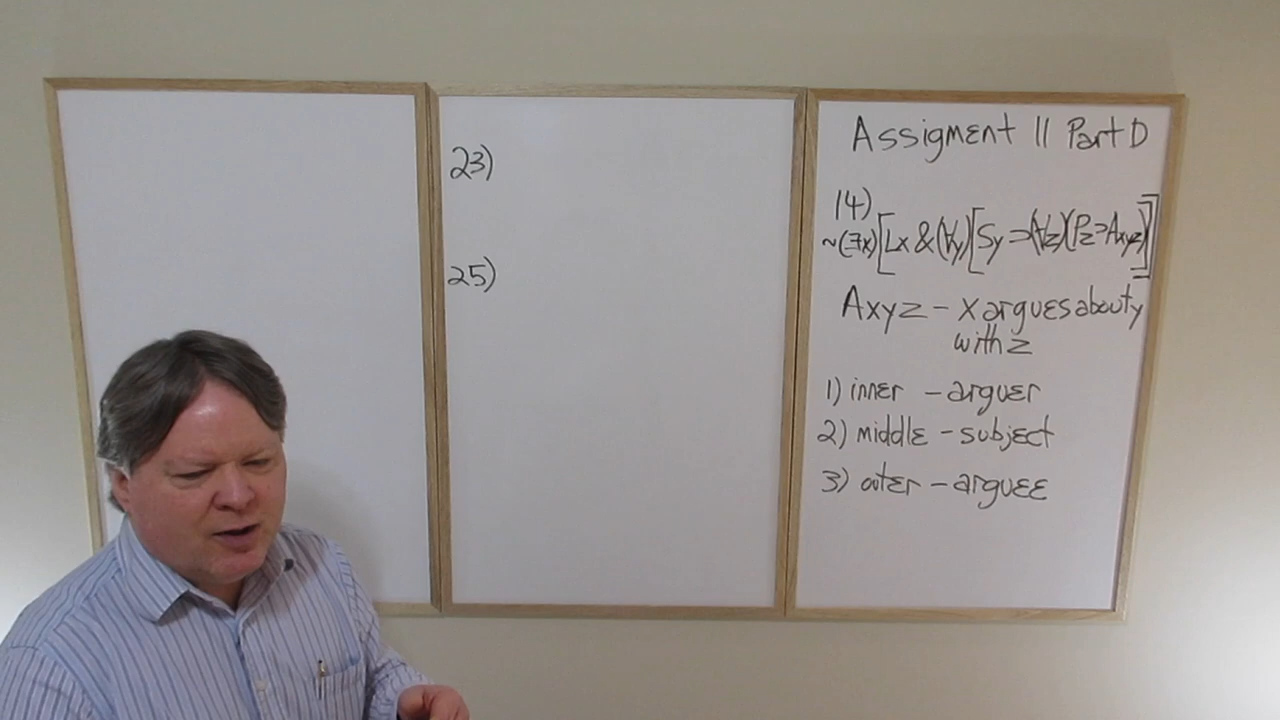 23)
25)
Assigment 11 Part D
14)
~(∃x)[Lx & (∀y)[Sy ⊃ (∀z)(Pz ⊃ Axyz)]]
Axyz - x argues about y
with z
1) inner - arguer
2) middle - subject
3) outer - arguee